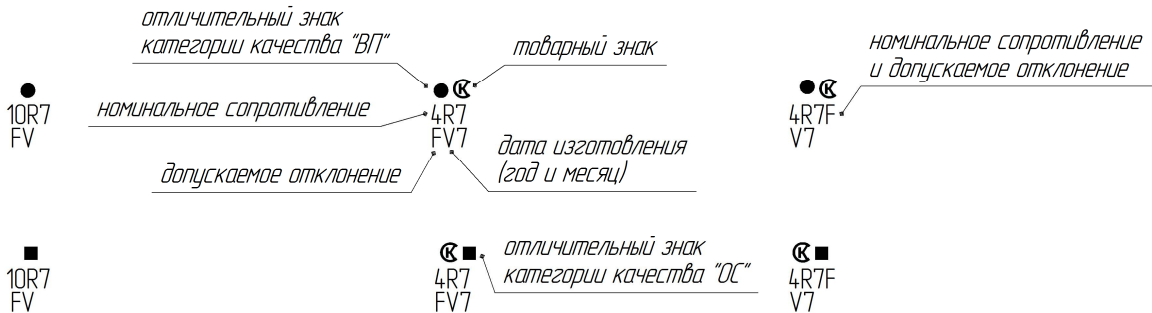 отличительный знак
категории качества "ВП"
товарный знак
номинальное сопротивление
и допускаемое отклонение
10R7
FV
номинальное сопротивление
4R7
FV7
4R7F
V7
допускаемое отклонение
дата изготовления
(год и месяц)
10R7
FV
К
4R7
FV7
отличительный знак
категории качества "ОС"
К
4R7F
V7